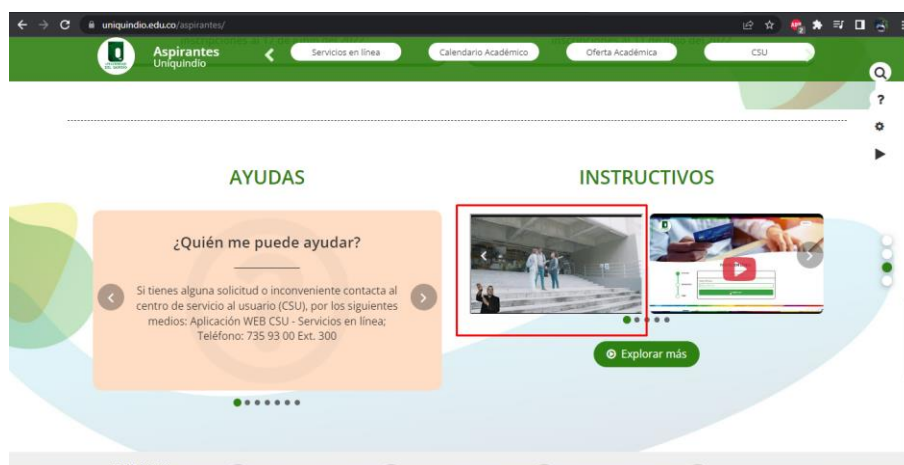 uniquindio.edu.co/aspirantes/
Aspirantes
Uniquindío
Servicios en línea
Calendario Académico
Oferta Académica
CSU
?
AYUDAS
INSTRUCTIVOS
¿Quién me puede ayudar?
Si tienes alguna solicitud o inconveniente contacta al
centro de servicio al usuario (CSU), por los siguientes
medios: Aplicación WEB CSU - Servicios en línea;
Teléfono: 735 93 00 Ext. 300
Explorar más